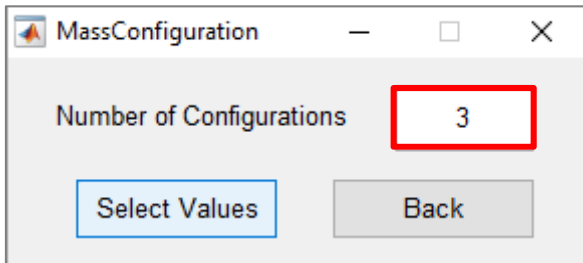 MassConfiguration
Number of Configurations 3
Select Values Back